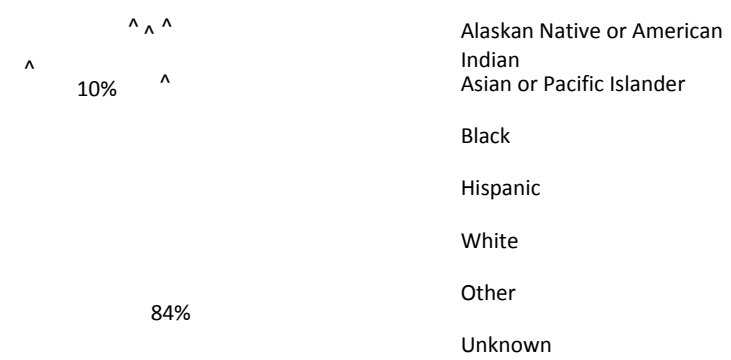 ^ ^ ^
^
10% ^
84%
Alaskan Native or American
Indian
Asian or Pacific Islander
Black
Hispanic
White
Other
Unknown